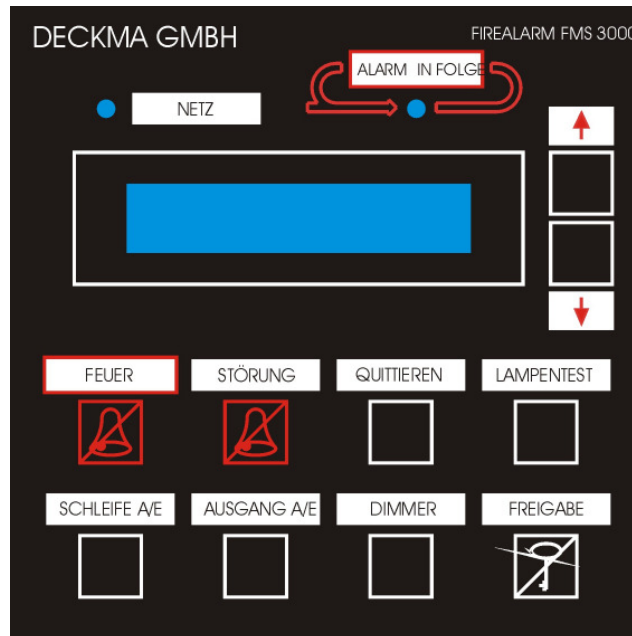 DECKMA GMBH
FIREALARM FMS 3000
ALARM IN FOLGE
NETZ
FEUER
STÖRUNG
QUITTIEREN
LAMPENTEST
SCHLEIFE A/E
AUSGANG A/E
DIMMER
FREIGABE